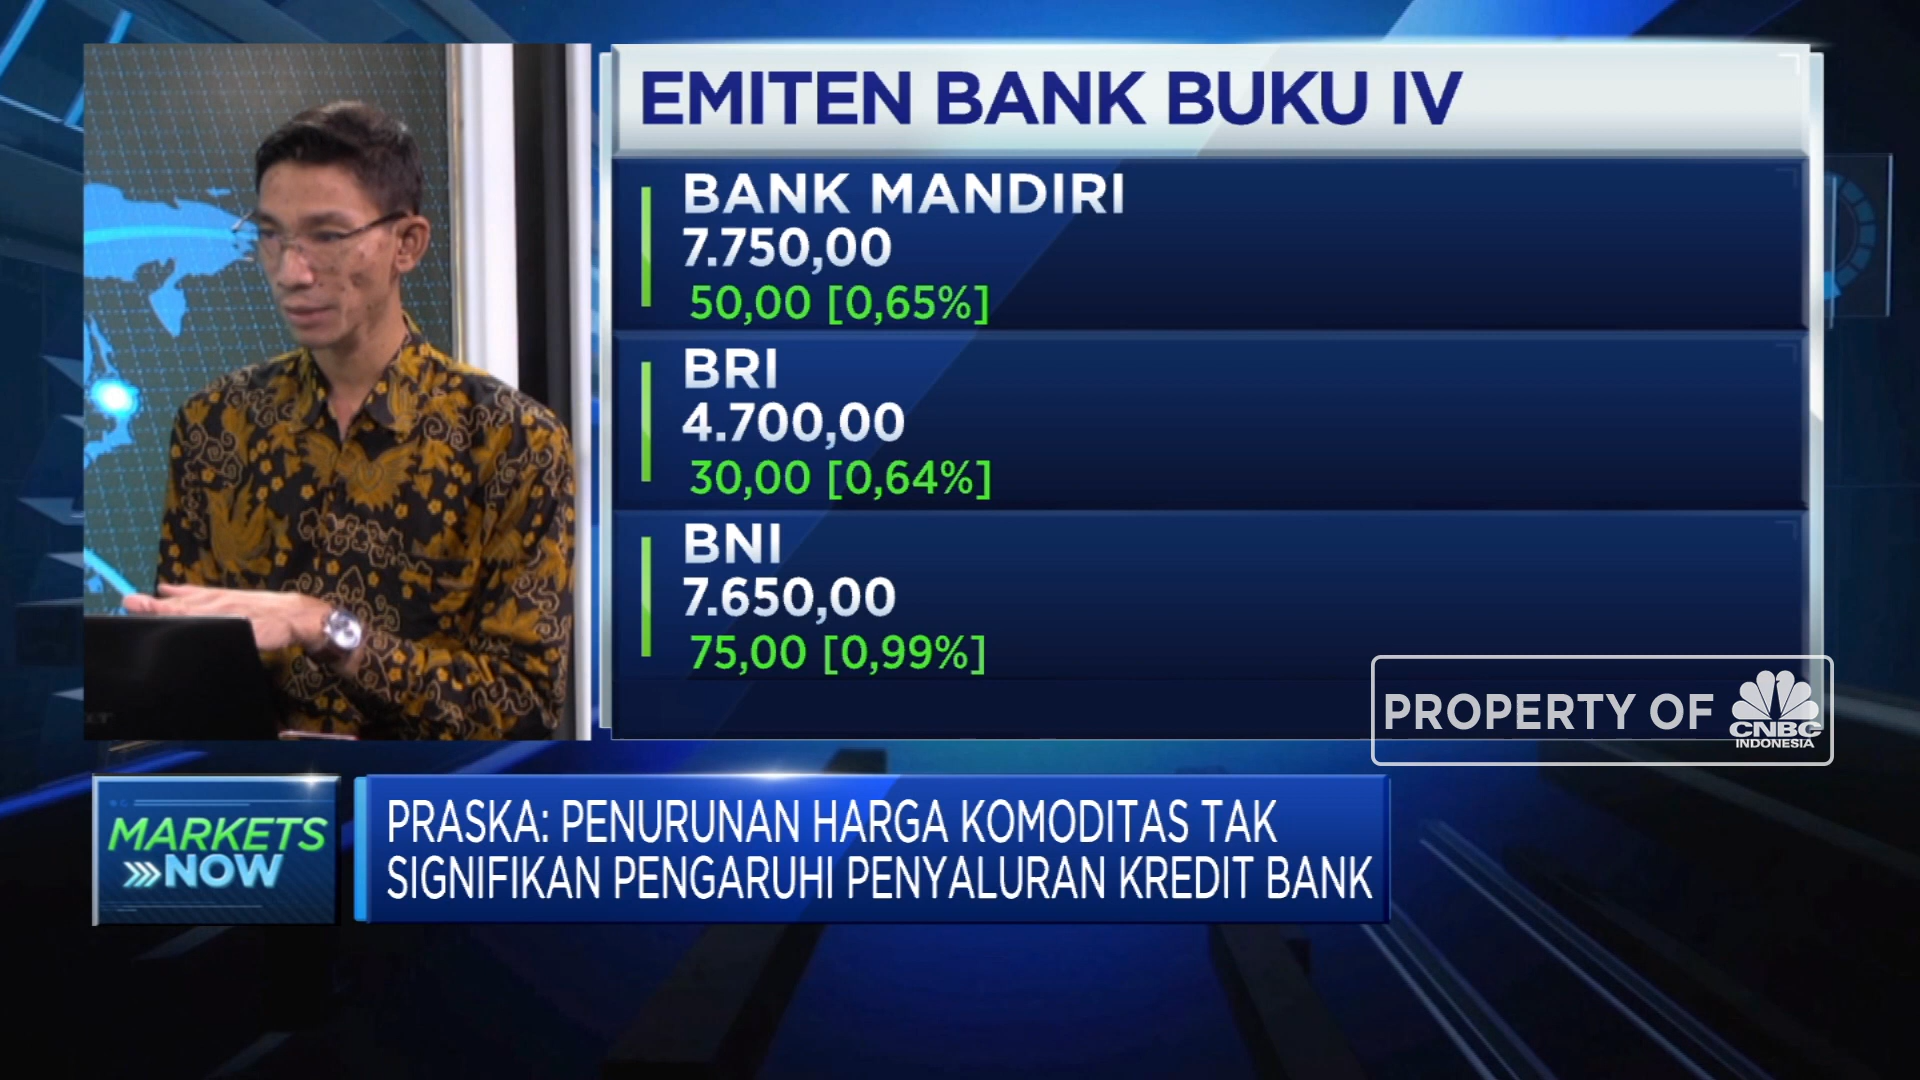 EMITEN BANK BUKU IV
BANK MANDIRI
7.750,00
50,00 [0,65%]
BRI
4.700,00
30,00 [0,64%]
BNI
7.650,00
75,00 [0,99%]
PROPERTY OF CNBC
INDONESIA
MARKETS
NOW
PRASKA: PENURUNAN HARGA KOMODITAS TAK
SIGNIFIKAN PENGARUHI PENYALURAN KREDIT BANK